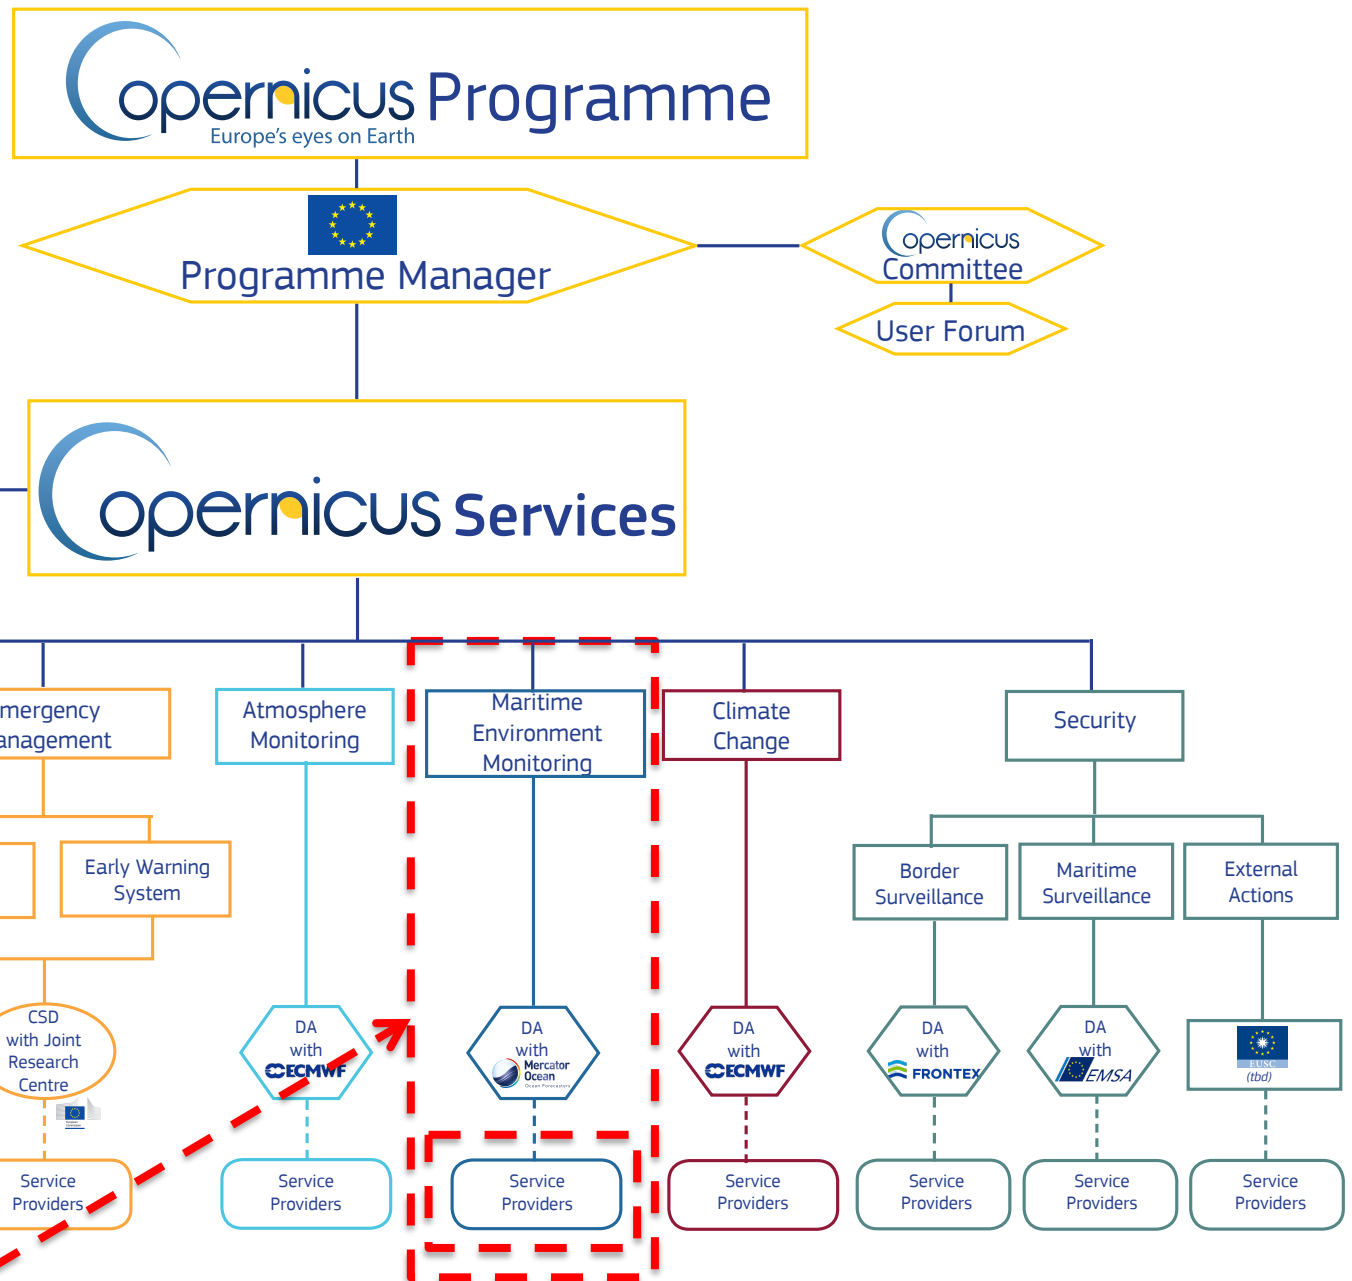 Copernicus Programme
Europe's eyes on Earth
Programme Manager
Copernicus
Committee
User Forum
Copernicus Services
mergency
anagement
Atmosphere
Monitoring
Maritime
Environment
Monitoring
Climate
Change
Security
Early Warning
System
Border
Surveillance
Maritime
Surveillance
External
Actions
CSD
with Joint
Research
Centre
DA
with
ECMWF
DA
with
Mercator
Ocean
Ocean Forecasters
DA
with
ECMWF
DA
with
FRONTEX
DA
with
EMSA
EUSC
(tbd)
Service
Providers
Service
Providers
Service
Providers
Service
Providers
Service
Providers
Service
Providers
Service
Providers